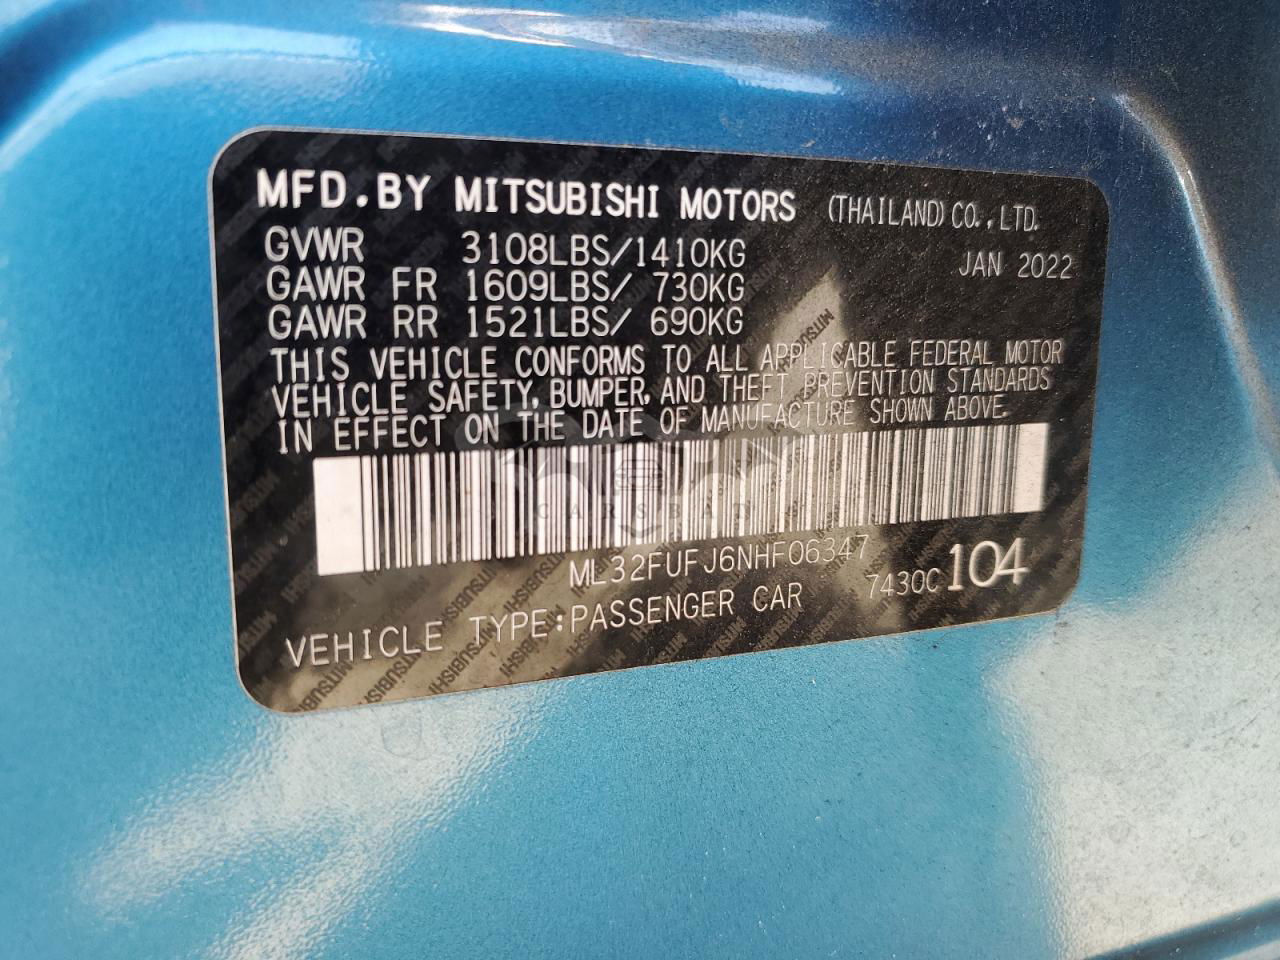 MFD.BY MITSUBISHI MOTORS (THAILAND) CO.,LTD.
GVWR 3108LBS/1410KG JAN 2022
GAWR FR 1609LBS/ 730KG
GAWR RR 1521LBS/ 690KG
THIS VEHICLE CONFORMS TO ALL APPLICABLE FEDERAL MOTOR
VEHICLE SAFETY, BUMPER, AND THEFT PREVENTION STANDARDS
IN EFFECT ON THE DATE OF MANUFACTURE SHOWN ABOVE.
CARSBAD
ML32FUFJ6NHF06347
VEHICLE TYPE:PASSENGER CAR 7430C 104